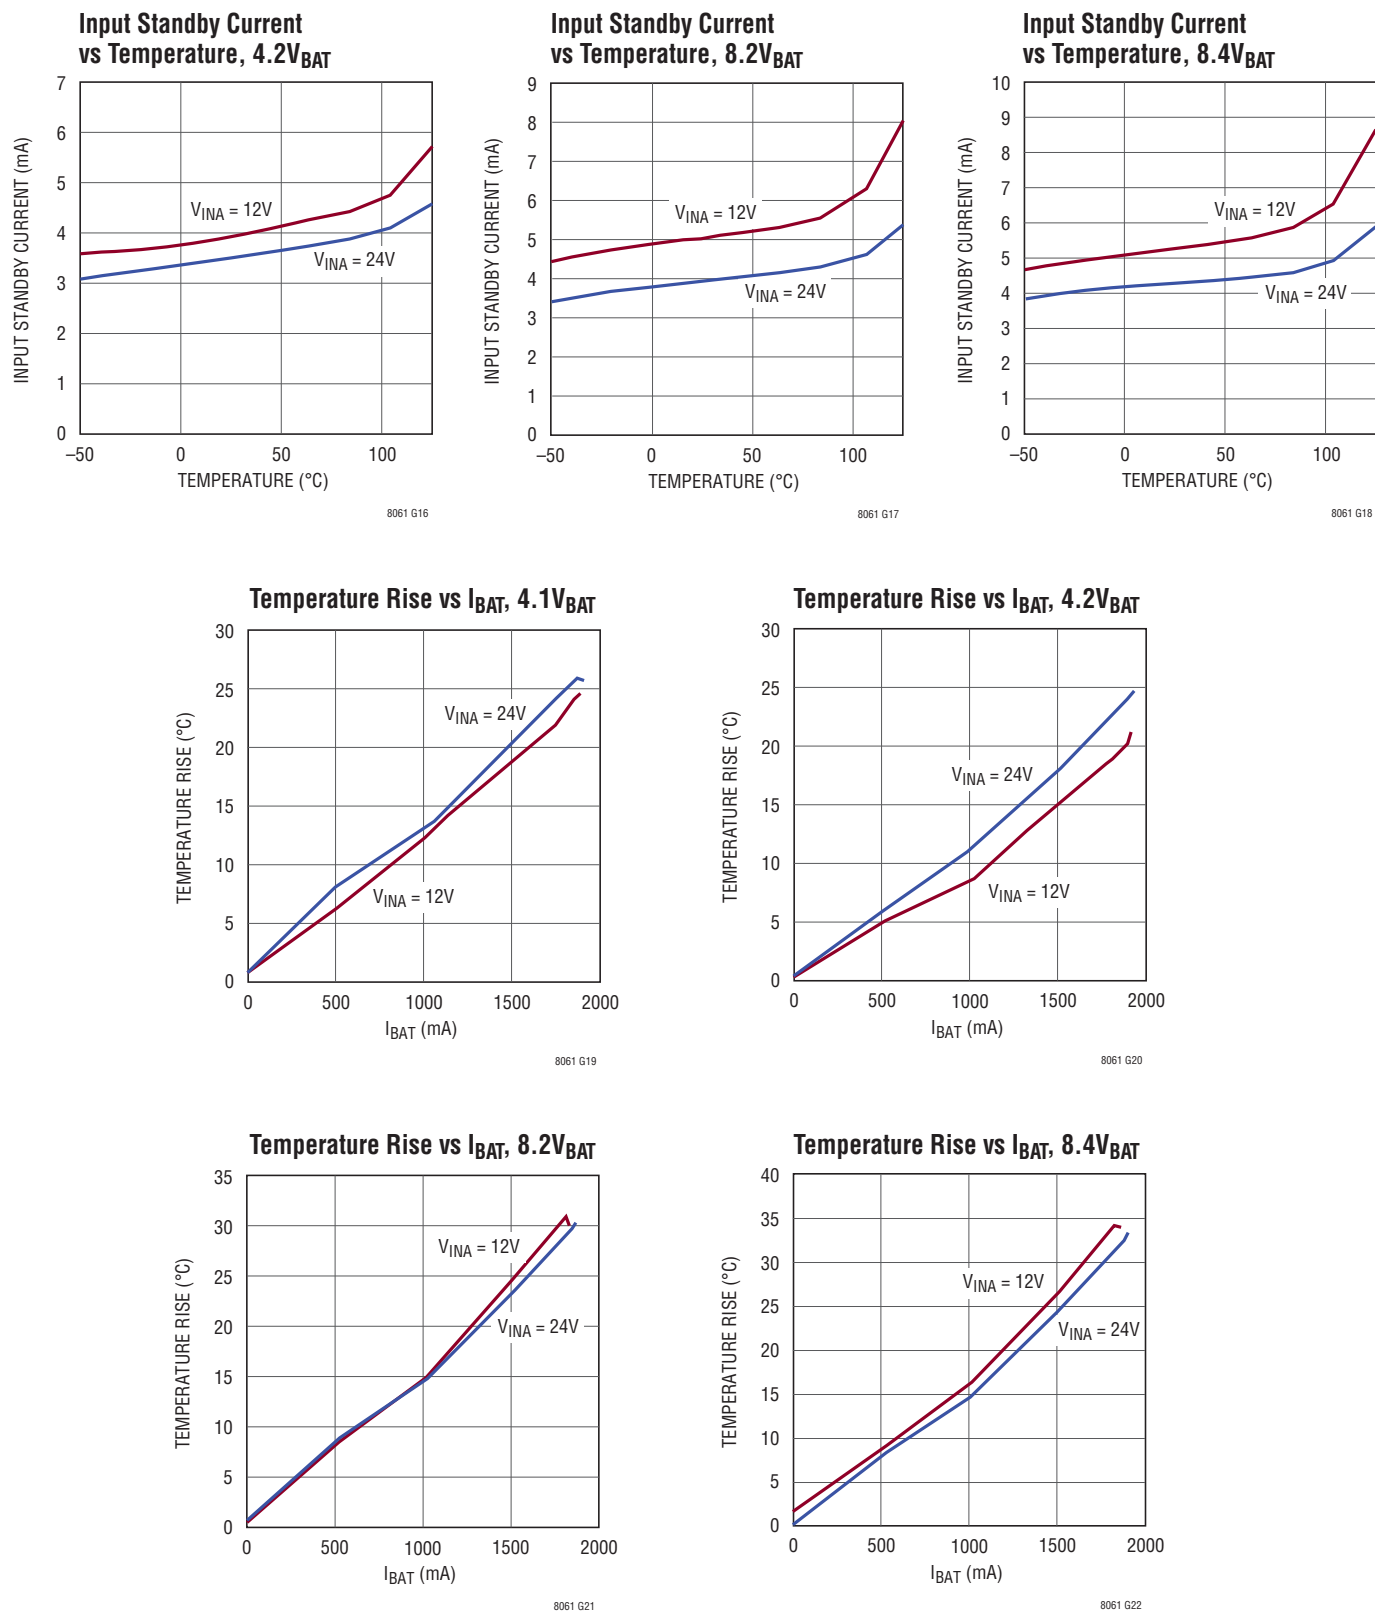 Input Standby Current
vs Temperature, 4.2VBAT
7
6
5
4
3
2
1
0
INPUT STANDBY CURRENT (mA)
VINA = 12V
VINA = 24V
–50 0 50 100
TEMPERATURE (°C)
8061 G16
Input Standby Current
vs Temperature, 8.2VBAT
9
8
7
6
5
4
3
2
1
0
INPUT STANDBY CURRENT (mA)
VINA = 12V
VINA = 24V
–50 0 50 100
TEMPERATURE (°C)
8061 G17
Input Standby Current
vs Temperature, 8.4VBAT
10
9
8
7
6
5
4
3
2
1
0
INPUT STANDBY CURRENT (mA)
VINA = 12V
VINA = 24V
–50 0 50 100
TEMPERATURE (°C)
8061 G18
Temperature Rise vs IBAT, 4.1VBAT
30
25
20
15
10
5
0
TEMPERATURE RISE (°C)
VINA = 24V
VINA = 12V
0 500 1000 1500 2000
IBAT (mA)
8061 G19
Temperature Rise vs IBAT, 4.2VBAT
30
25
20
15
10
5
0
TEMPERATURE RISE (°C)
VINA = 24V
VINA = 12V
0 500 1000 1500 2000
IBAT (mA)
8061 G20
Temperature Rise vs IBAT, 8.2VBAT
35
30
25
20
15
10
5
0
TEMPERATURE RISE (°C)
VINA = 12V
VINA = 24V
0 500 1000 1500 2000
IBAT (mA)
8061 G21
Temperature Rise vs IBAT, 8.4VBAT
40
35
30
25
20
15
10
5
0
TEMPERATURE RISE (°C)
VINA = 12V
VINA = 24V
0 500 1000 1500 2000
IBAT (mA)
8061 G22